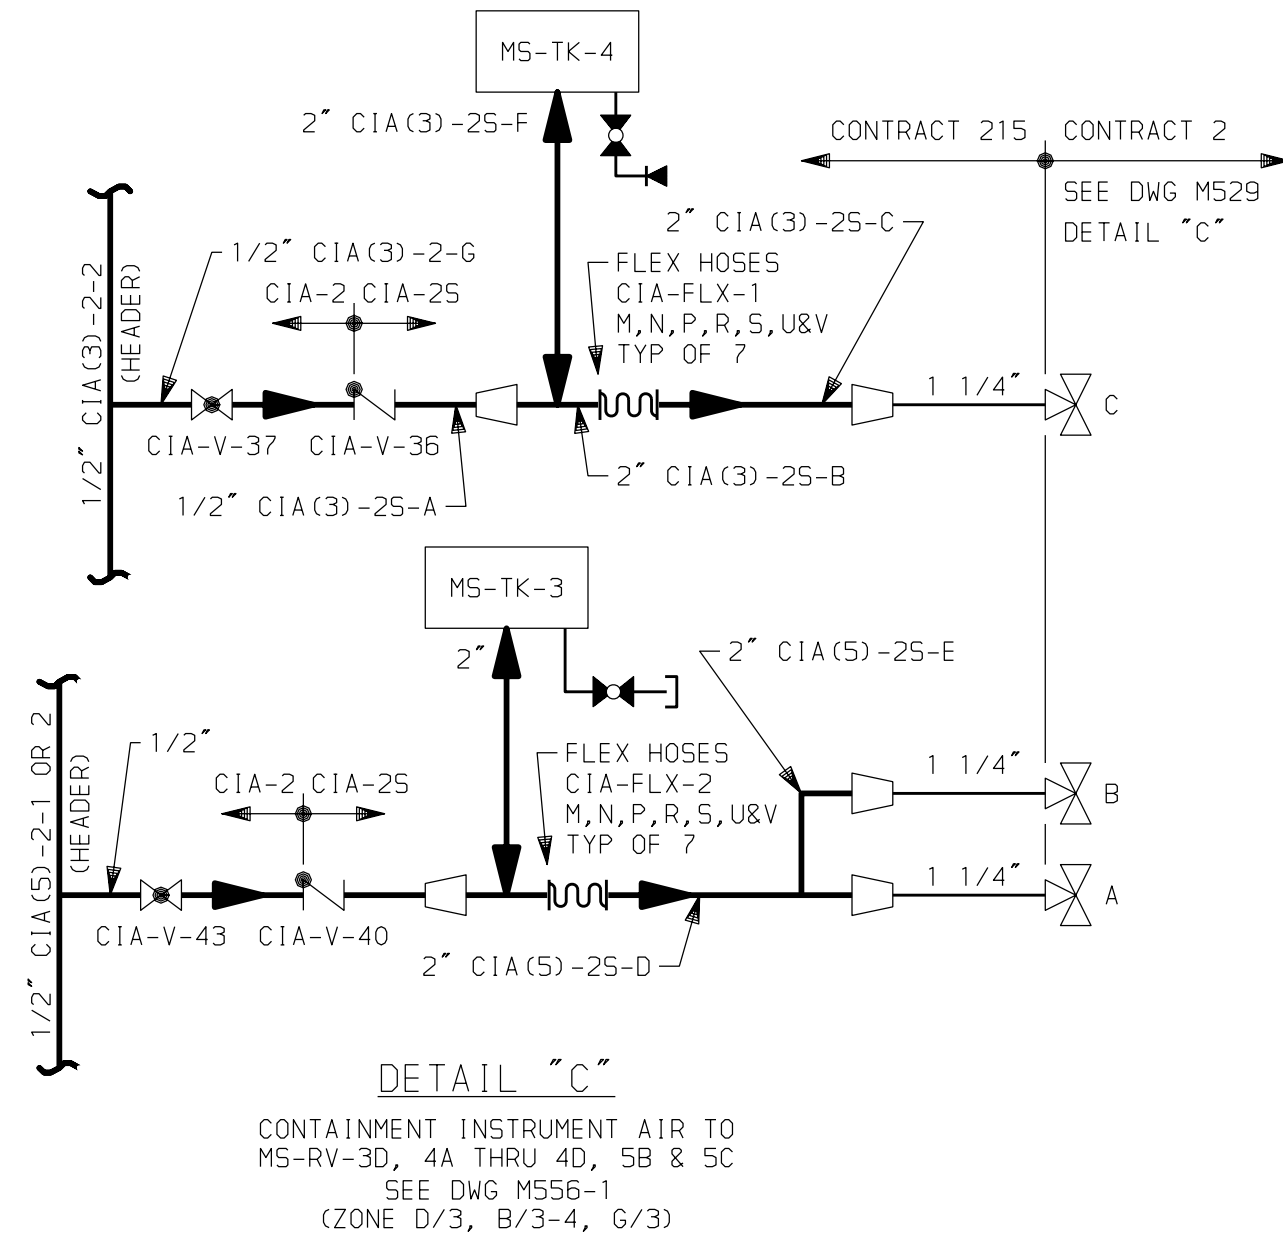 MS-TK-4
2" CIA(3)-2S-F
CONTRACT 215
CONTRACT 2
SEE DWG M529
DETAIL "C"
2" CIA(3)-2S-C
1/2" CIA(3)-2-G
FLEX HOSES
CIA-FLX-1
M,N,P,R,S,U&V
TYP OF 7
CIA-2 CIA-2S
1/2" CIA(3)-2-2
(HEADER)
1 1/4"
C
CIA-V-37
CIA-V-36
2" CIA(3)-2S-B
1/2" CIA(3)-2S-A
MS-TK-3
2"
2" CIA(5)-2S-E
1/2" CIA(5)-2-1 OR 2
(HEADER)
1/2"
FLEX HOSES
CIA-FLX-2
M,N,P,R,S,U&V
TYP OF 7
CIA-2 CIA-2S
1 1/4"
B
1 1/4"
A
CIA-V-43
CIA-V-40
2" CIA(5)-2S-D
DETAIL "C"
CONTAINMENT INSTRUMENT AIR TO
MS-RV-3D, 4A THRU 4D, 5B & 5C
SEE DWG M556-1
(ZONE D/3, B/3-4, G/3)